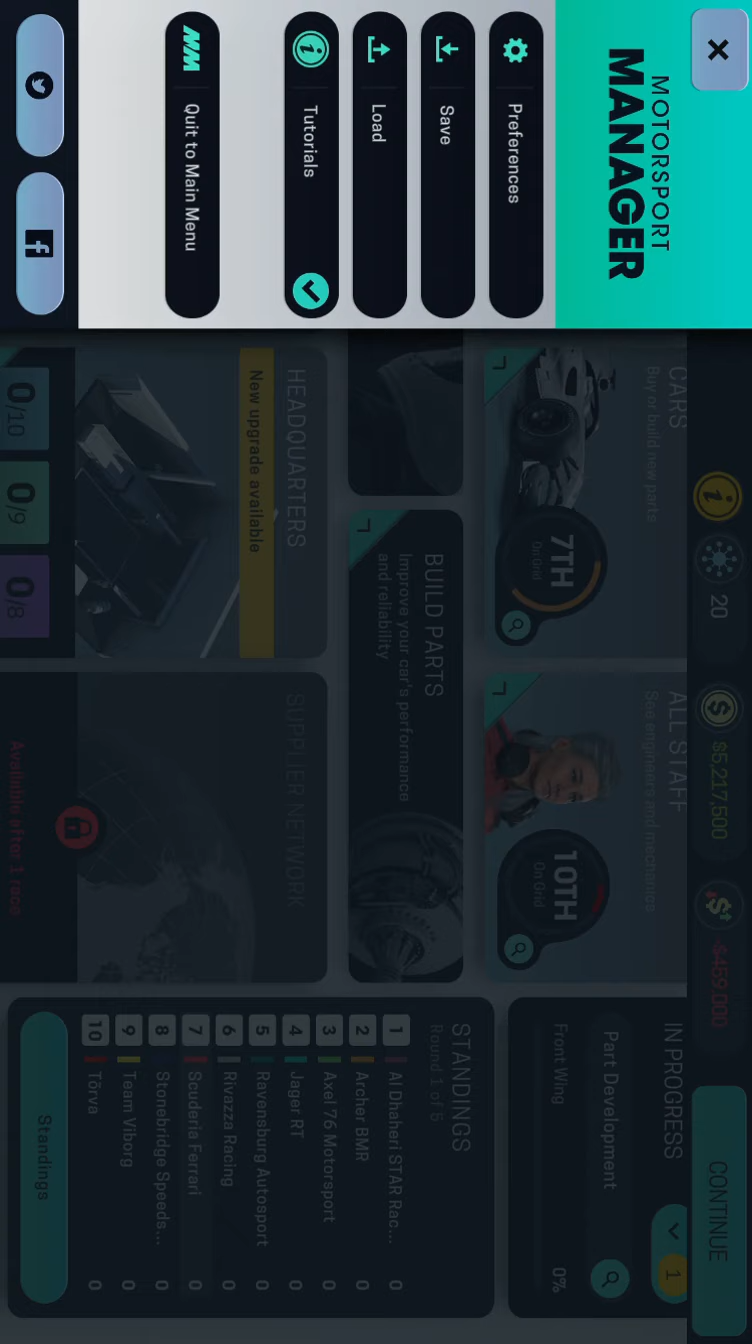 MOTORSPORT
MANAGER
Preferences
Save
Load
Tutorials
Quit to Main Menu
20
$5,217,500
-$459,000
CONTINUE
CARS
Buy or build new parts
7TH
On Grid
ALL STAFF
See engineers and mechanics
10TH
On Grid
BUILD PARTS
Improve your car's performance
and reliability
HEADQUARTERS
New upgrade available
0/10
0/9
0/8
SUPPLIER NETWORK
Available after 1 race
IN PROGRESS
1
Part Development
Front Wing 0%
STANDINGS
Round 1 of 5
1 Al Dhaheri STAR Rac... 0
2 Archer BMR 0
3 Axel 76 Motorsport 0
4 Jager RT 0
5 Ravensburg Autosport 0
6 Rivazza Racing 0
7 Scuderia Ferrari 0
8 Stonebridge Speeds... 0
9 Team Viborg 0
10 Törva 0
Standings